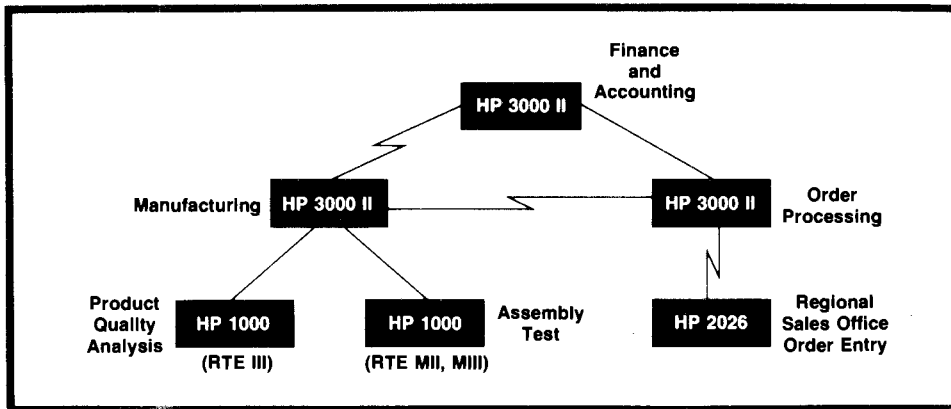 Finance
and
Accounting
HP 3000 II
Manufacturing
HP 3000 II
HP 3000 II
Order
Processing
Product
Quality
Analysis
HP 1000
(RTE III)
HP 1000
(RTE MII, MIII)
Assembly
Test
HP 2026
Regional
Sales Office
Order Entry